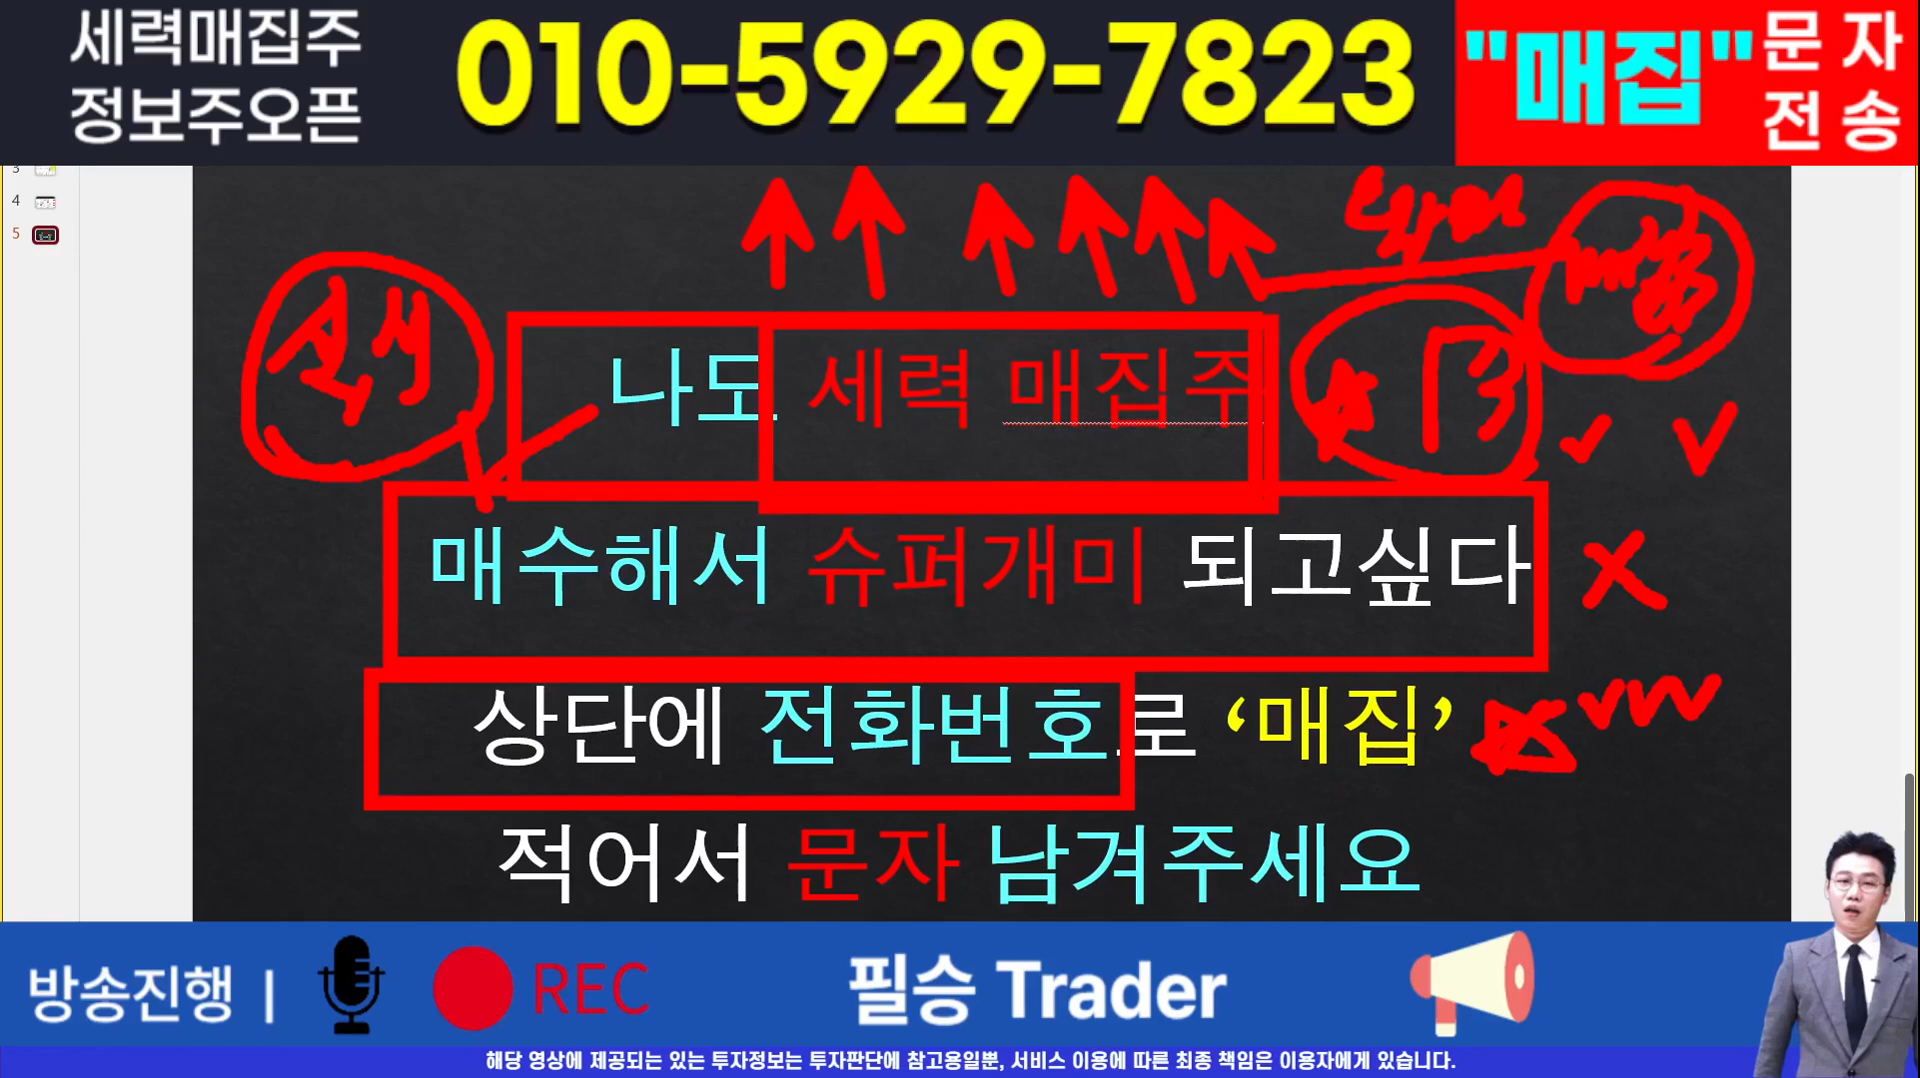 세력매집주
정보주오픈
010-5929-7823
"매집"
문자
전송
3
4
5
나도 세력 매집주
매수해서 슈퍼개미 되고싶다
상단에 전화번호로 ‘매집’
적어서 문자 남겨주세요
방송진행 |
REC
필승 Trader
해당 영상에 제공되는 있는 투자정보는 투자판단에 참고용일뿐, 서비스 이용에 따른 최종 책임은 이용자에게 있습니다.